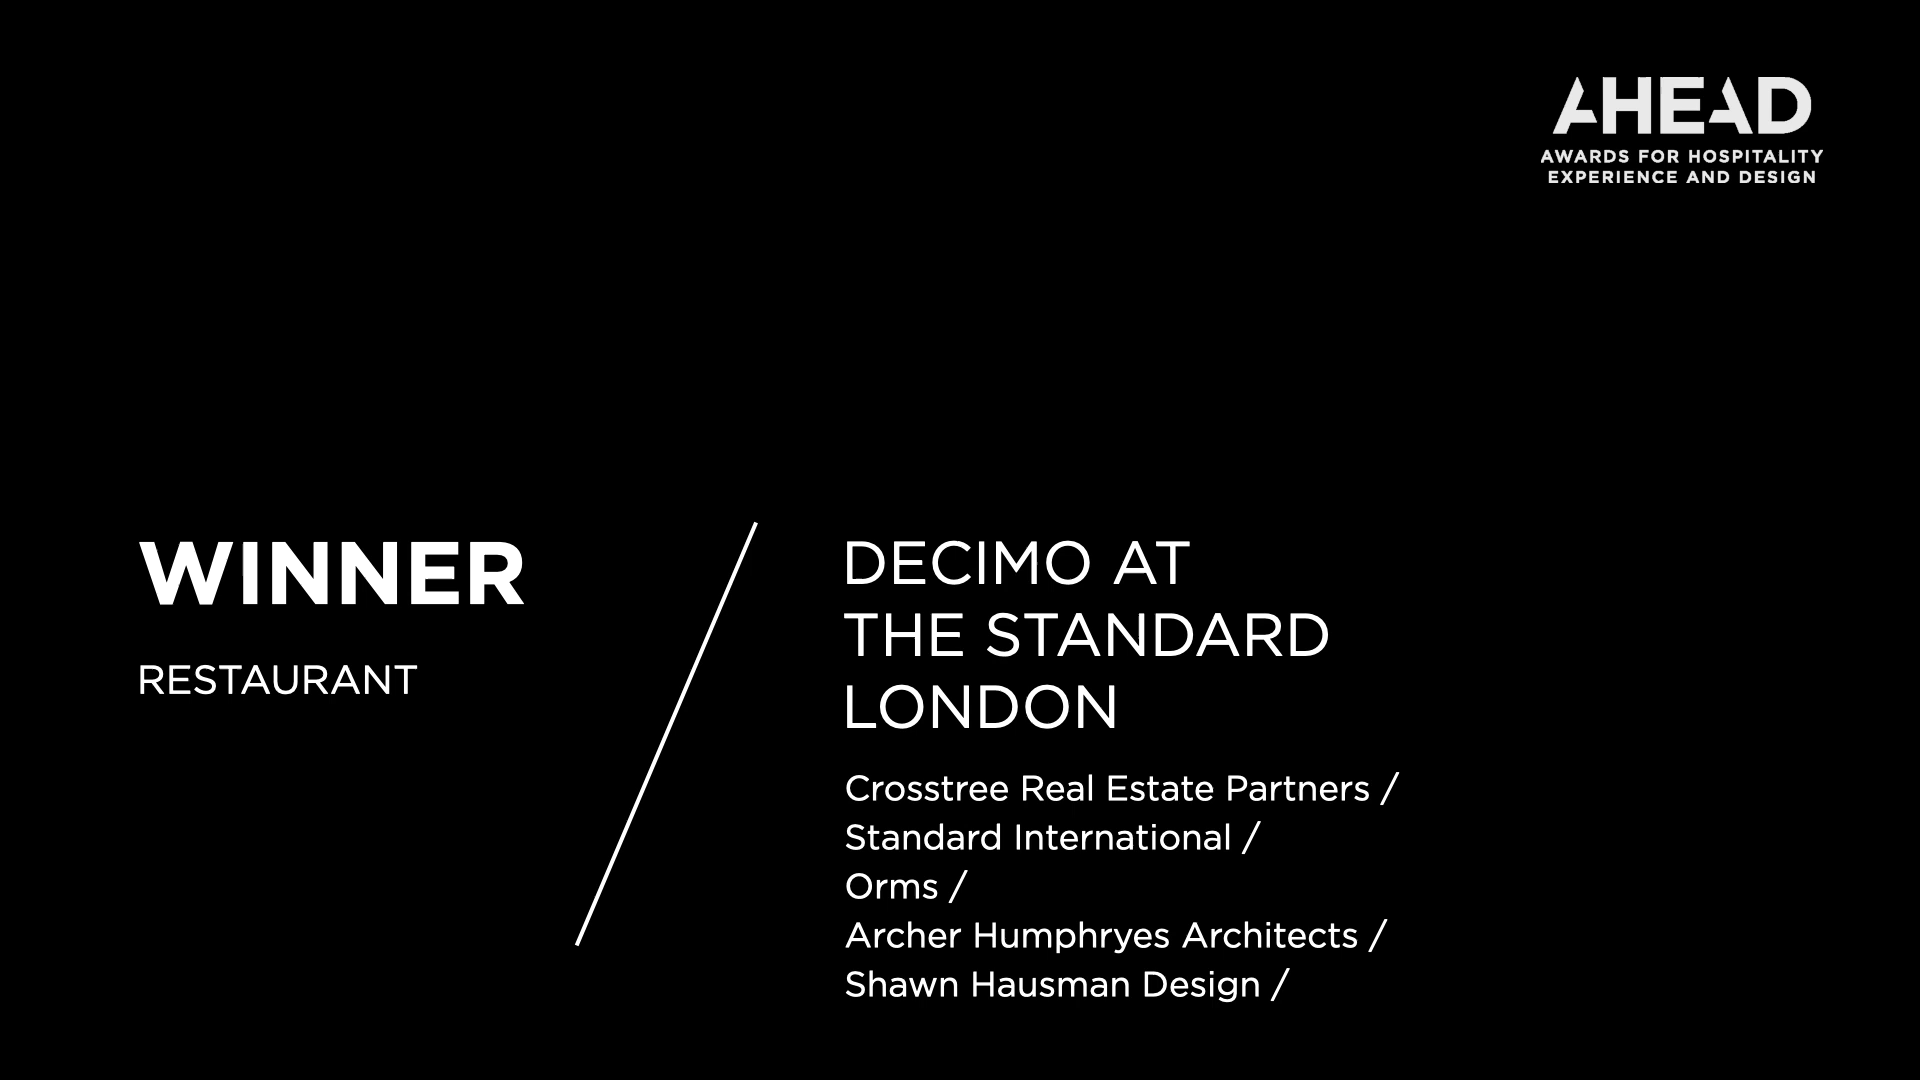 AHEAD
AWARDS FOR HOSPITALITY
EXPERIENCE AND DESIGN
WINNER
RESTAURANT
DECIMO AT
THE STANDARD
LONDON
Crosstree Real Estate Partners /
Standard International /
Orms /
Archer Humphryes Architects /
Shawn Hausman Design /